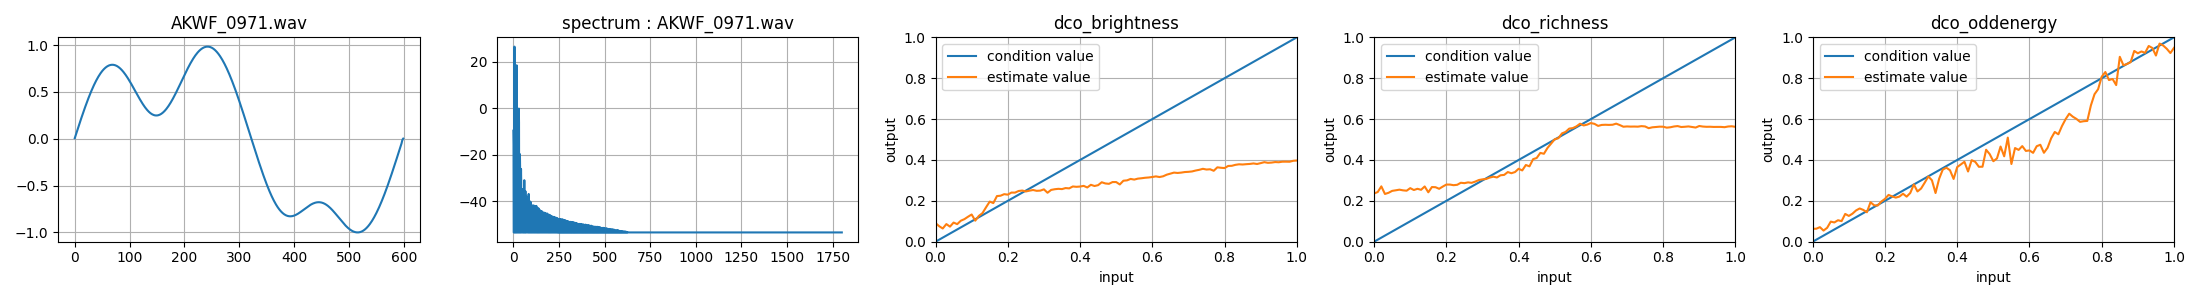 AKWF_0971.wav
1.0
0.5
0.0
−0.5
−1.0
0 100 200 300 400 500 600
spectrum : AKWF_0971.wav
20
0
−20
−40
0 250 500 750 1000 1250 1500 1750
dco_brightness
condition value
estimate value
output
1.0
0.8
0.6
0.4
0.2
0.0
0.0 0.2 0.4 0.6 0.8 1.0
input
dco_richness
condition value
estimate value
output
1.0
0.8
0.6
0.4
0.2
0.0
0.0 0.2 0.4 0.6 0.8 1.0
input
dco_oddenergy
condition value
estimate value
output
1.0
0.8
0.6
0.4
0.2
0.0
0.0 0.2 0.4 0.6 0.8 1.0
input